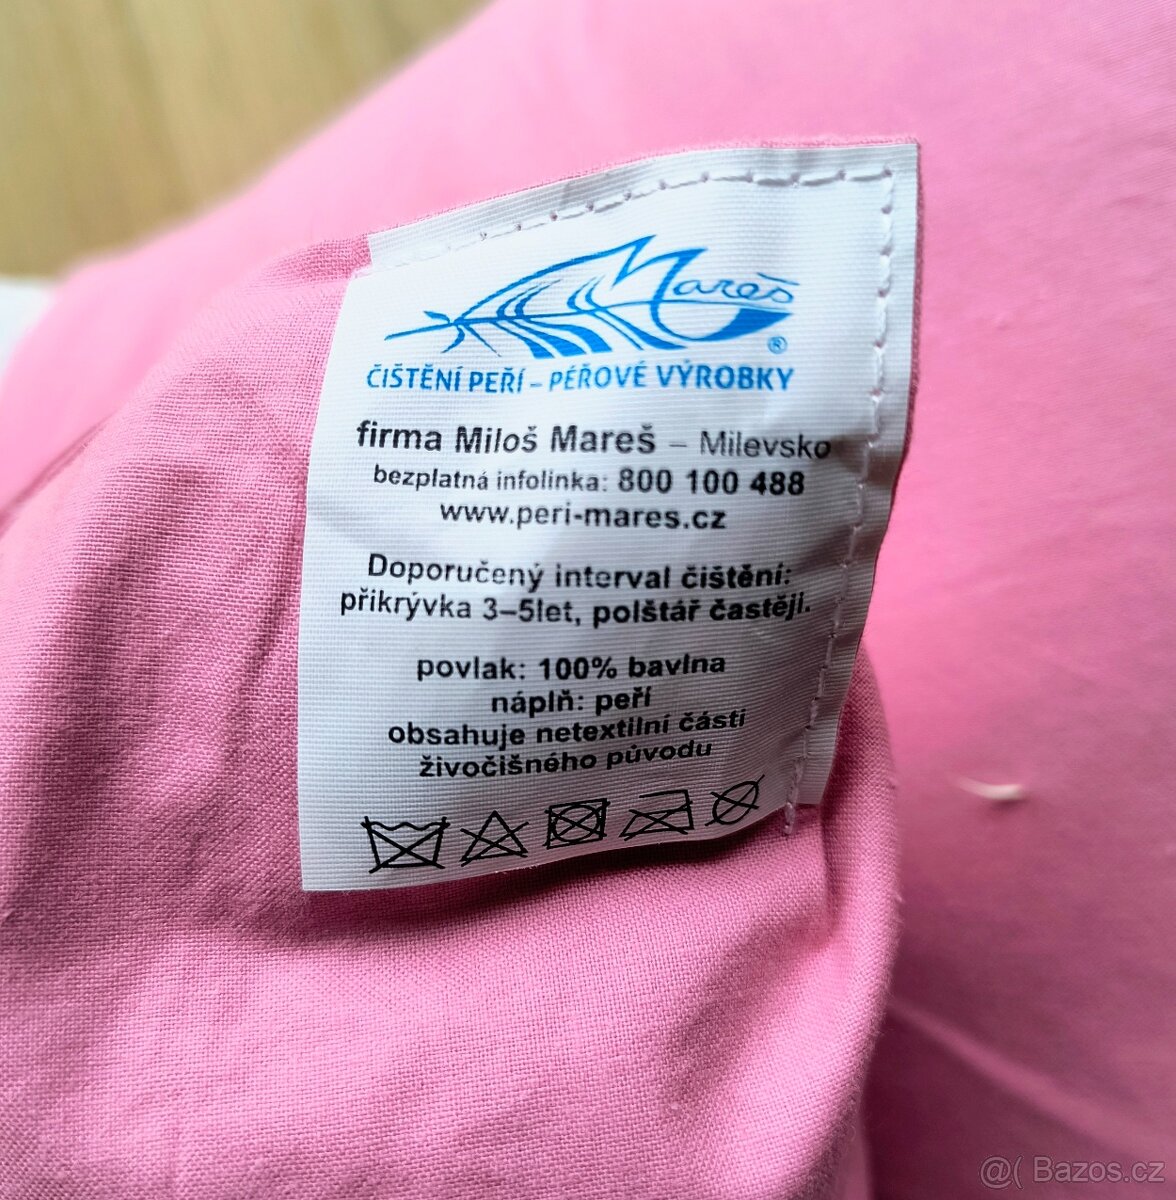 Mareš
®
ČIŠTĚNÍ PEŘÍ – PÉŘOVÉ VÝROBKY
firma Miloš Mareš – Milevsko
bezplatná infolinka: 800 100 488
www.peri-mares.cz
Doporučený interval čištění:
přikrývka 3–5let, polštář častěji.
povlak: 100% bavlna
náplň: peří
obsahuje netextilní části
živočišného původu
@( Bazos.cz